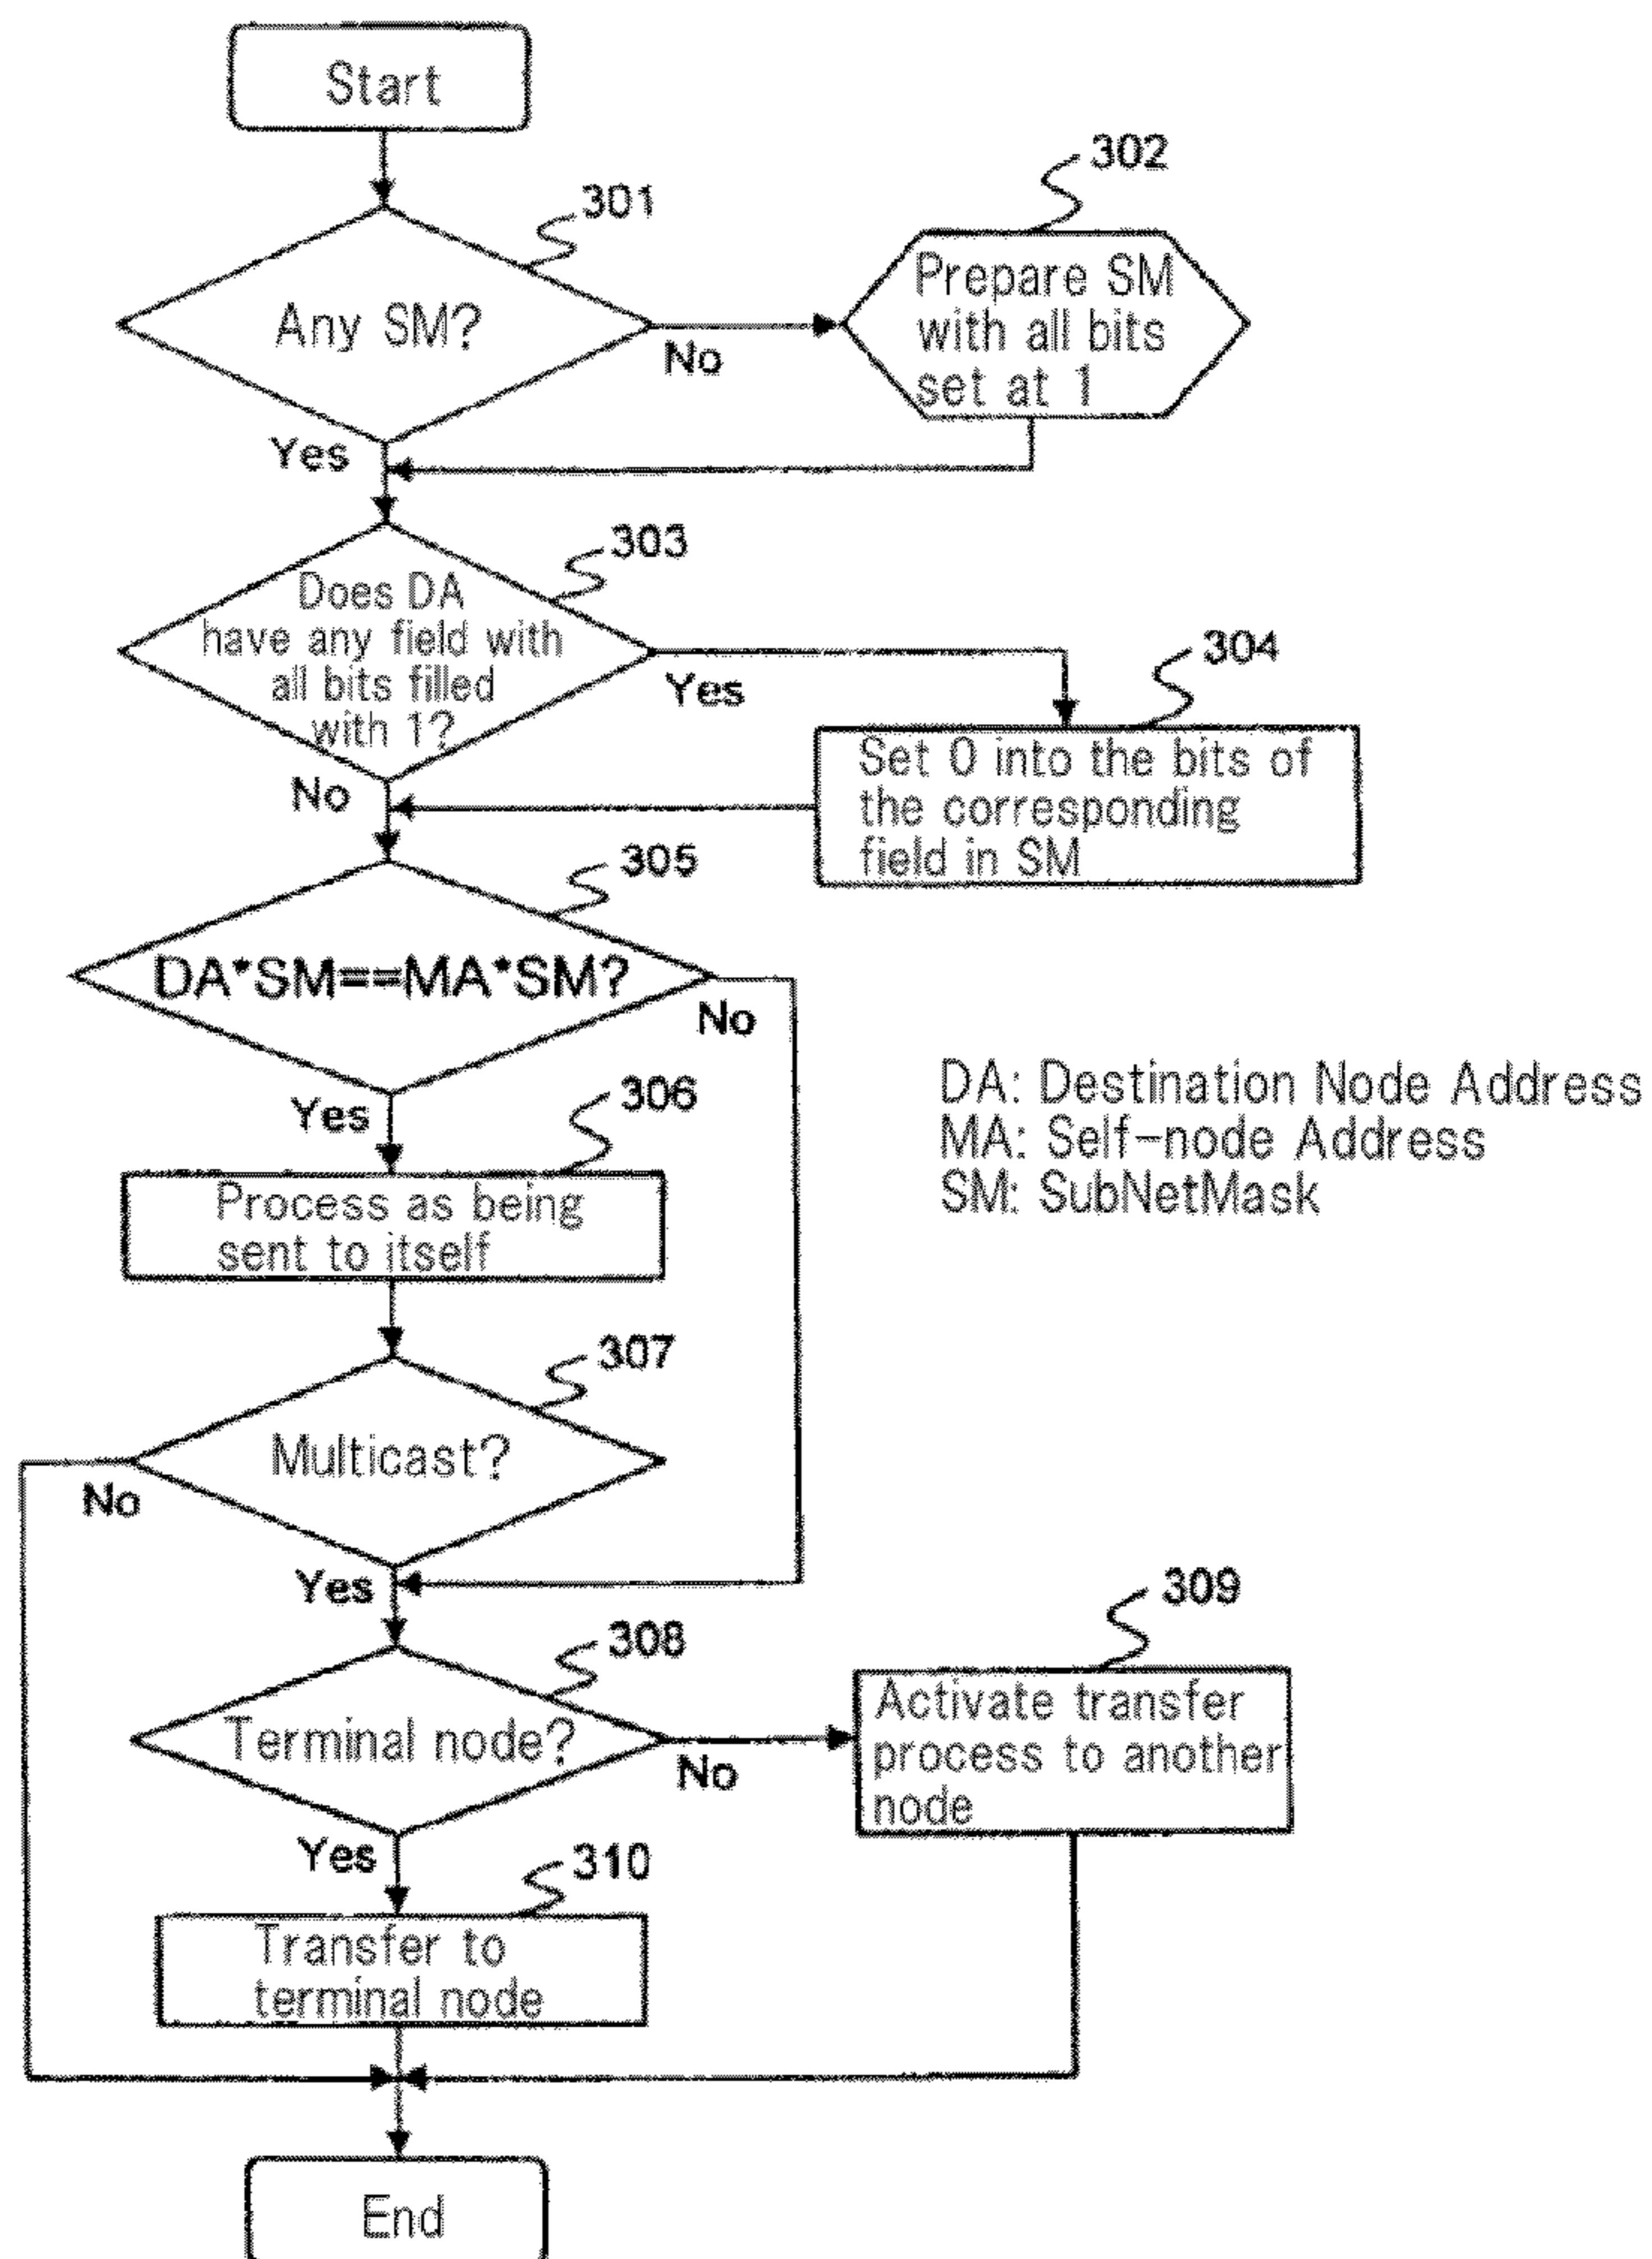 Start
301
Any SM?
No
Yes
302
Prepare SM
with all bits
set at 1
303
Does DA
have any field with
all bits filled
with 1?
Yes
No
304
Set 0 into the bits of
the corresponding
field in SM
305
DA*SM==MA*SM?
No
Yes
306
Process as being
sent to itself
DA: Destination Node Address
MA: Self-node Address
SM: SubNetMask
307
Multicast?
No
Yes
308
Terminal node?
No
Yes
309
Activate transfer
process to another
node
310
Transfer to
terminal node
End